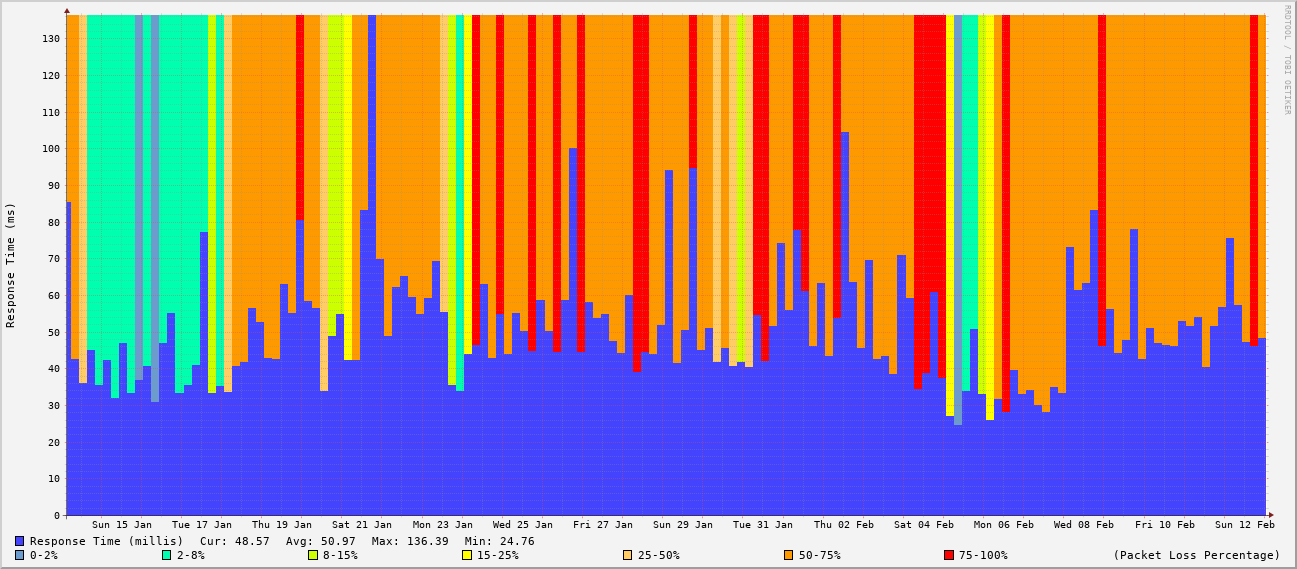 RRDTOOL / TOBI OETIKER
Response Time (ms)
130
120
110
100
90
80
70
60
50
40
30
20
10
0
Sun 15 Jan Tue 17 Jan Thu 19 Jan Sat 21 Jan Mon 23 Jan Wed 25 Jan Fri 27 Jan Sun 29 Jan Tue 31 Jan Thu 02 Feb Sat 04 Feb Mon 06 Feb Wed 08 Feb Fri 10 Feb Sun 12 Feb
Response Time (millis) Cur: 48.57 Avg: 50.97 Max: 136.39 Min: 24.76
0-2% 2-8% 8-15% 15-25% 25-50% 50-75% 75-100% (Packet Loss Percentage)